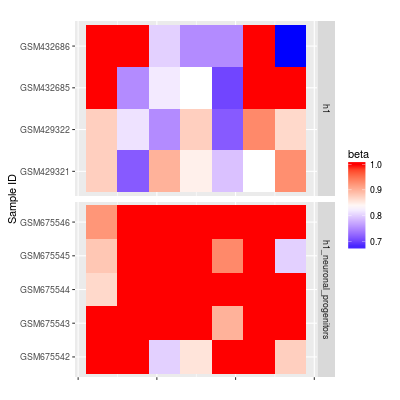 GSM432686
GSM432685
GSM429322
GSM429321
h1
GSM675546
GSM675545
GSM675544
GSM675543
GSM675542
h1_neuronal_progenitors
Sample ID
beta
1.0
0.9
0.8
0.7